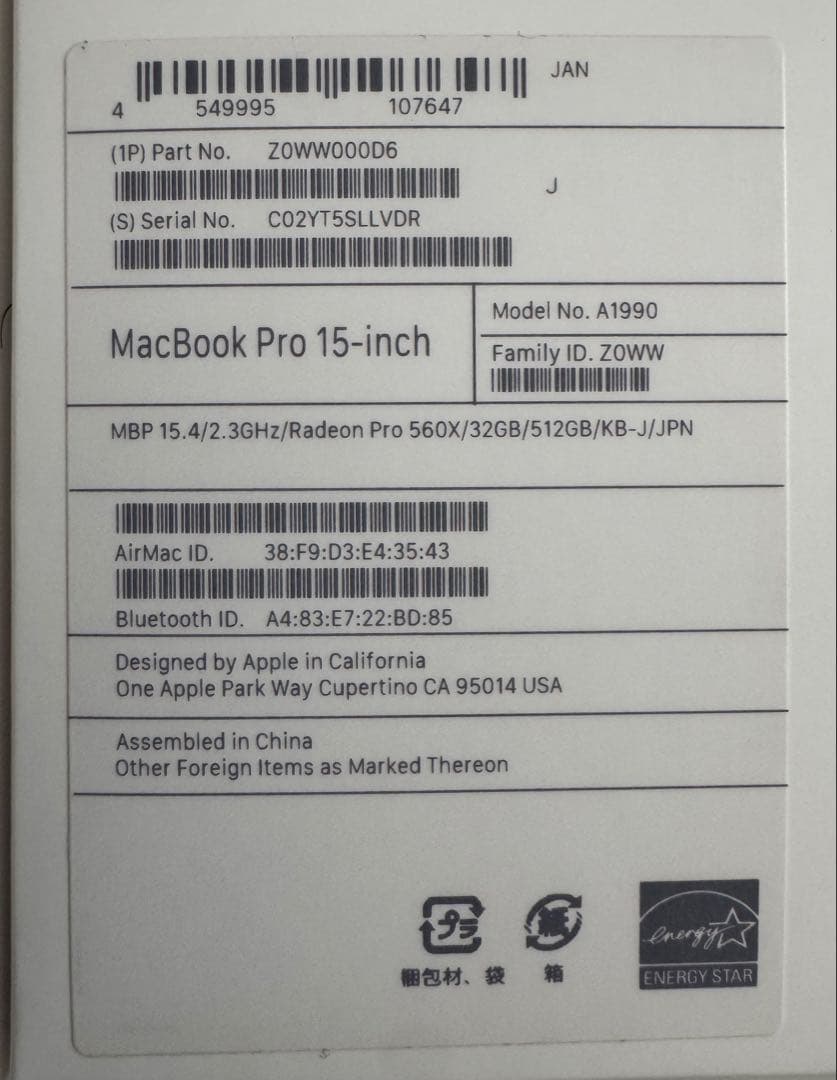 JAN
4 549995 107647
(1P) Part No. Z0WW000D6
J
(S) Serial No. C02YT5SLLVDR
MacBook Pro 15-inch
Model No. A1990
Family ID. Z0WW
MBP 15.4/2.3GHz/Radeon Pro 560X/32GB/512GB/KB-J/JPN
AirMac ID. 38:F9:D3:E4:35:43
Bluetooth ID. A4:83:E7:22:BD:85
Designed by Apple in California
One Apple Park Way Cupertino CA 95014 USA
Assembled in China
Other Foreign Items as Marked Thereon
プラ 紙 energy
梱包材、袋 箱 ENERGY STAR